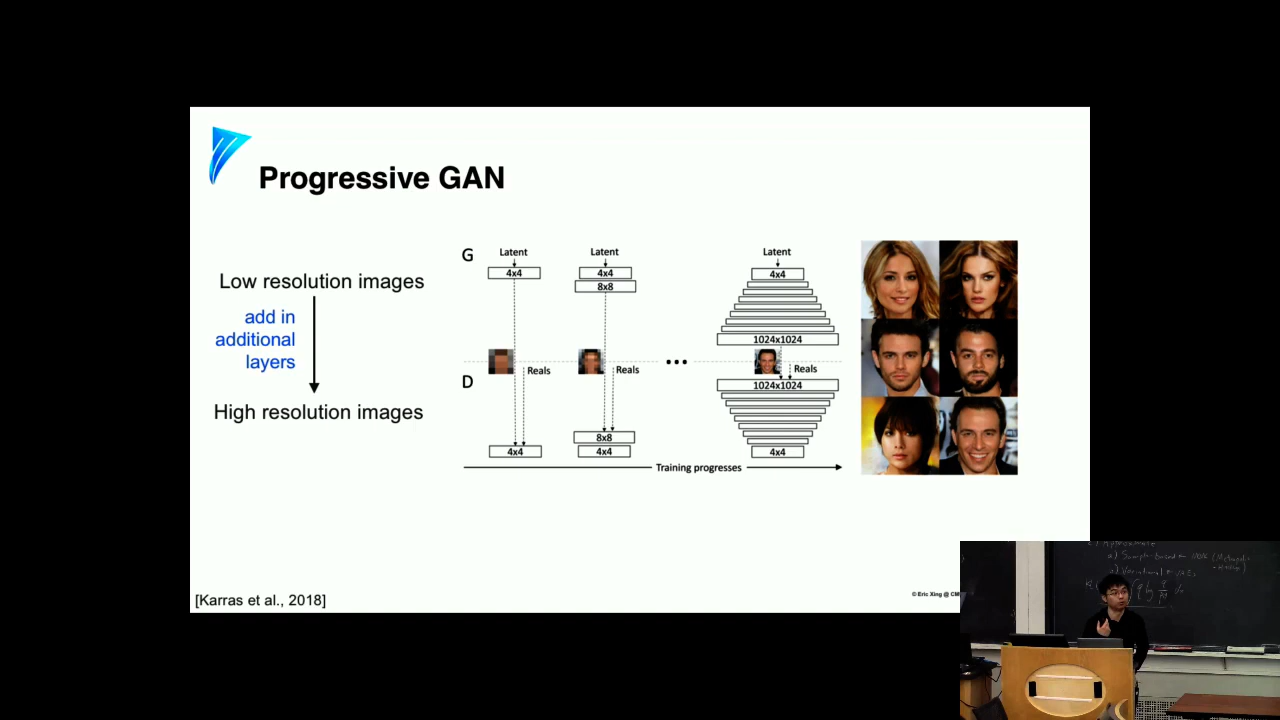 Progressive GAN
Low resolution images
add in
additional
layers
High resolution images
G
Latent
4x4
Latent
4x4
8x8
Latent
4x4
1024x1024
Reals
Reals
Reals
D
4x4
8x8
4x4
1024x1024
4x4
Training progresses
[Karras et al., 2018]
© Eric Xing @ CM